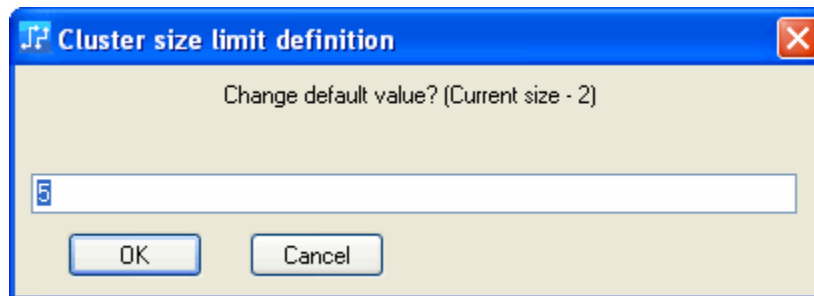 Cluster size limit definition
Change default value? (Current size - 2)
5
OK
Cancel